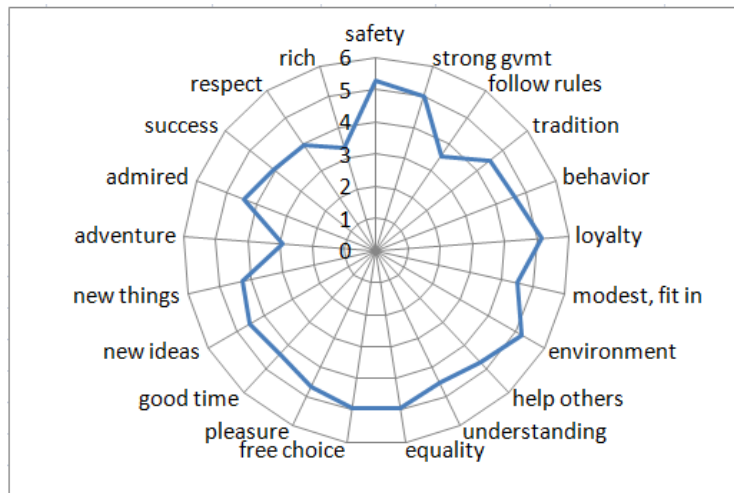 safety
strong gvmt
follow rules
tradition
behavior
loyalty
modest, fit in
environment
help others
understanding
equality
free choice
pleasure
good time
new ideas
new things
adventure
admired
success
respect
rich
6
5
4
3
2
1
0